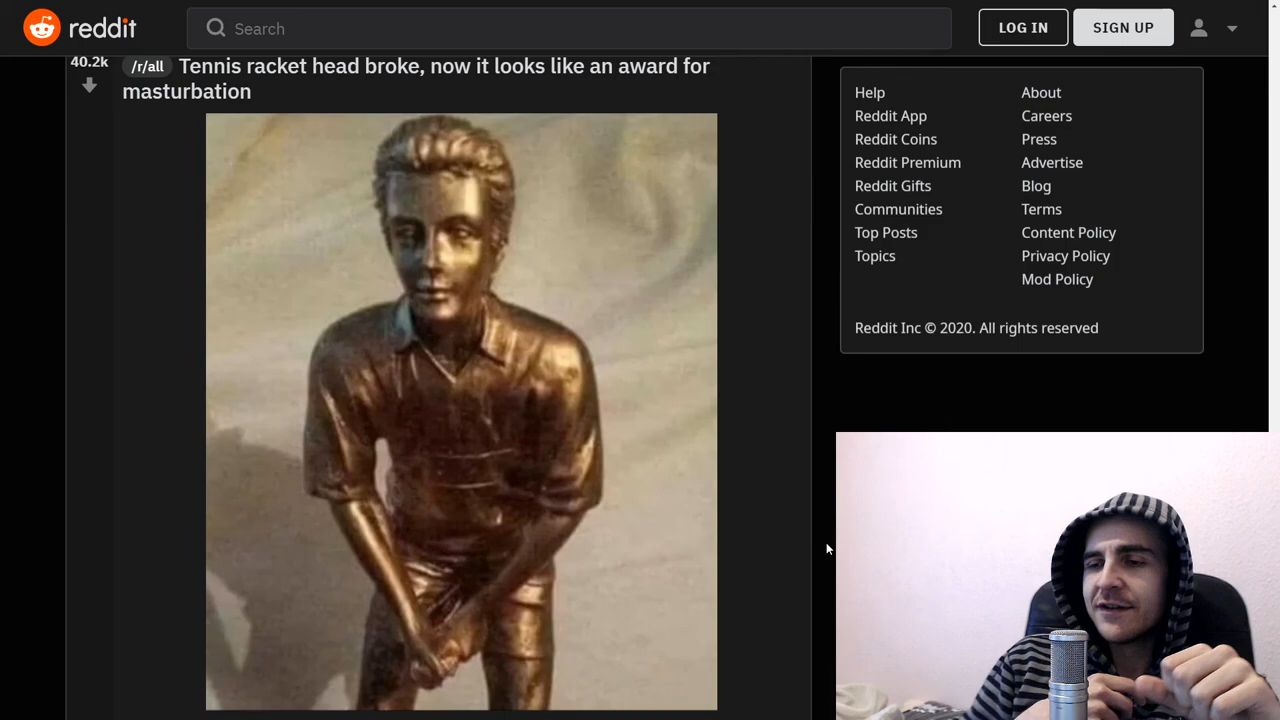 reddit
Search
LOG IN
SIGN UP
40.2k
/r/all Tennis racket head broke, now it looks like an award for
masturbation
Help
About
Reddit App
Careers
Reddit Coins
Press
Reddit Premium
Advertise
Reddit Gifts
Blog
Communities
Terms
Top Posts
Content Policy
Topics
Privacy Policy
Mod Policy
Reddit Inc © 2020. All rights reserved